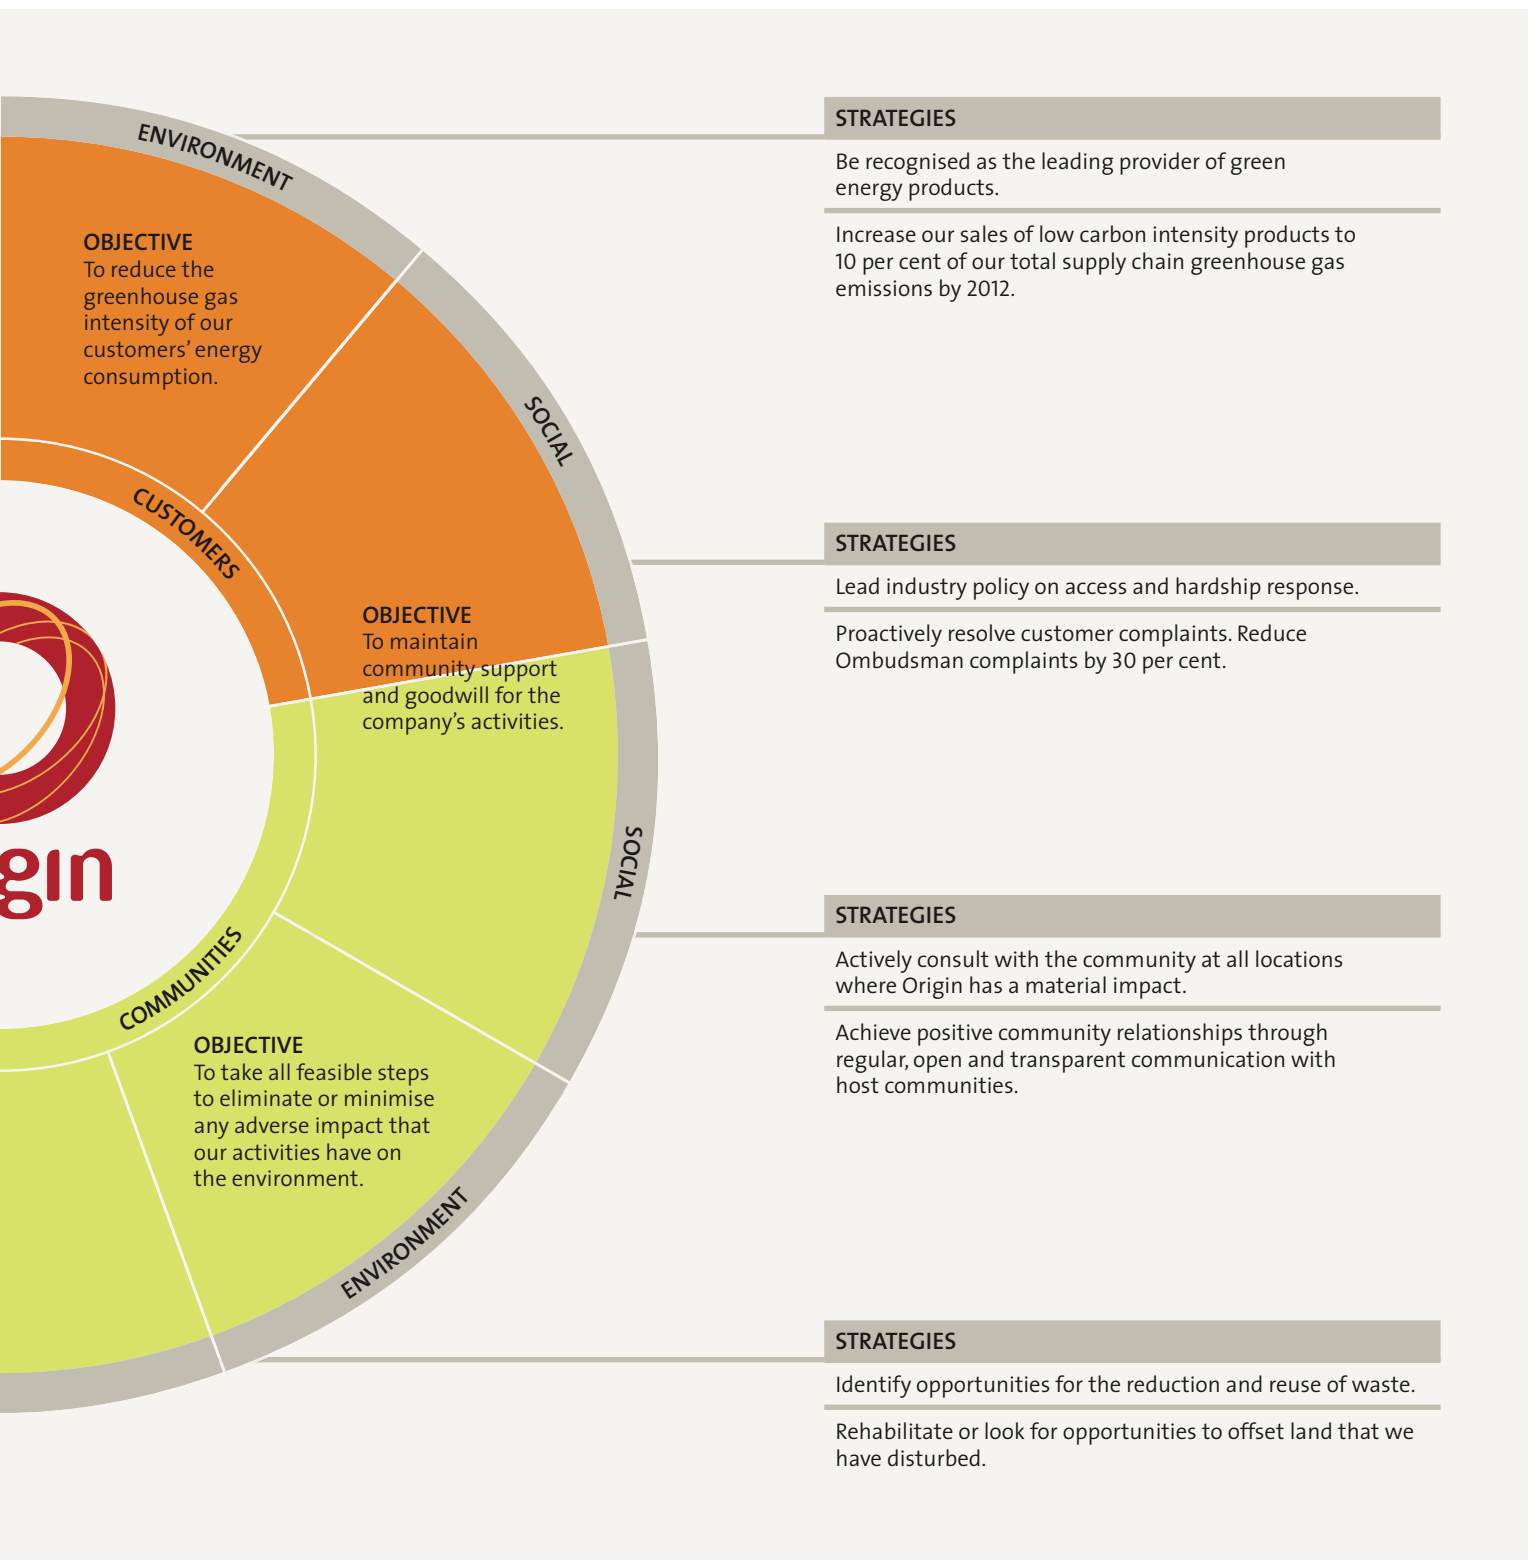 ENVIRONMENT
STRATEGIES
Be recognised as the leading provider of green
energy products.
Increase our sales of low carbon intensity products to
10 per cent of our total supply chain greenhouse gas
emissions by 2012.
OBJECTIVE
To reduce the
greenhouse gas
intensity of our
customers’ energy
consumption.
SOCIAL
CUSTOMERS
STRATEGIES
Lead industry policy on access and hardship response.
Proactively resolve customer complaints. Reduce
Ombudsman complaints by 30 per cent.
OBJECTIVE
To maintain
community support
and goodwill for the
company’s activities.
SOCIAL
gin
STRATEGIES
Actively consult with the community at all locations
where Origin has a material impact.
Achieve positive community relationships through
regular, open and transparent communication with
host communities.
COMMUNITIES
OBJECTIVE
To take all feasible steps
to eliminate or minimise
any adverse impact that
our activities have on
the environment.
ENVIRONMENT
STRATEGIES
Identify opportunities for the reduction and reuse of waste.
Rehabilitate or look for opportunities to offset land that we
have disturbed.